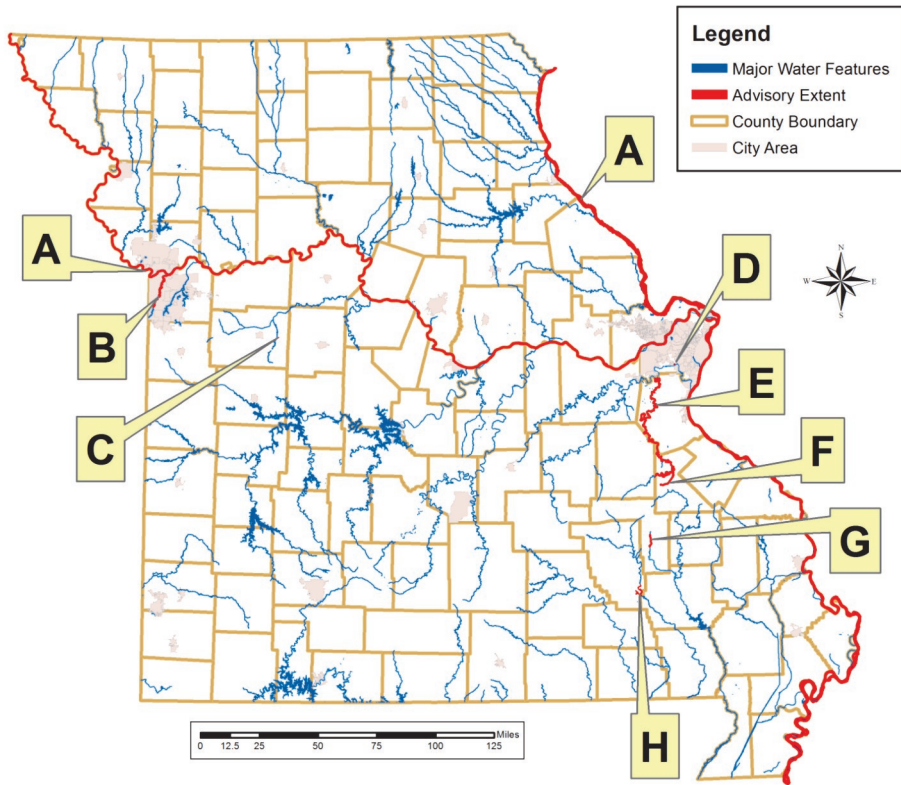 Legend
Major Water Features
Advisory Extent
County Boundary
City Area
A
A
D
N
W E
S
B
E
C
F
G
H
0 12.5 25 50 75 100 125 Miles